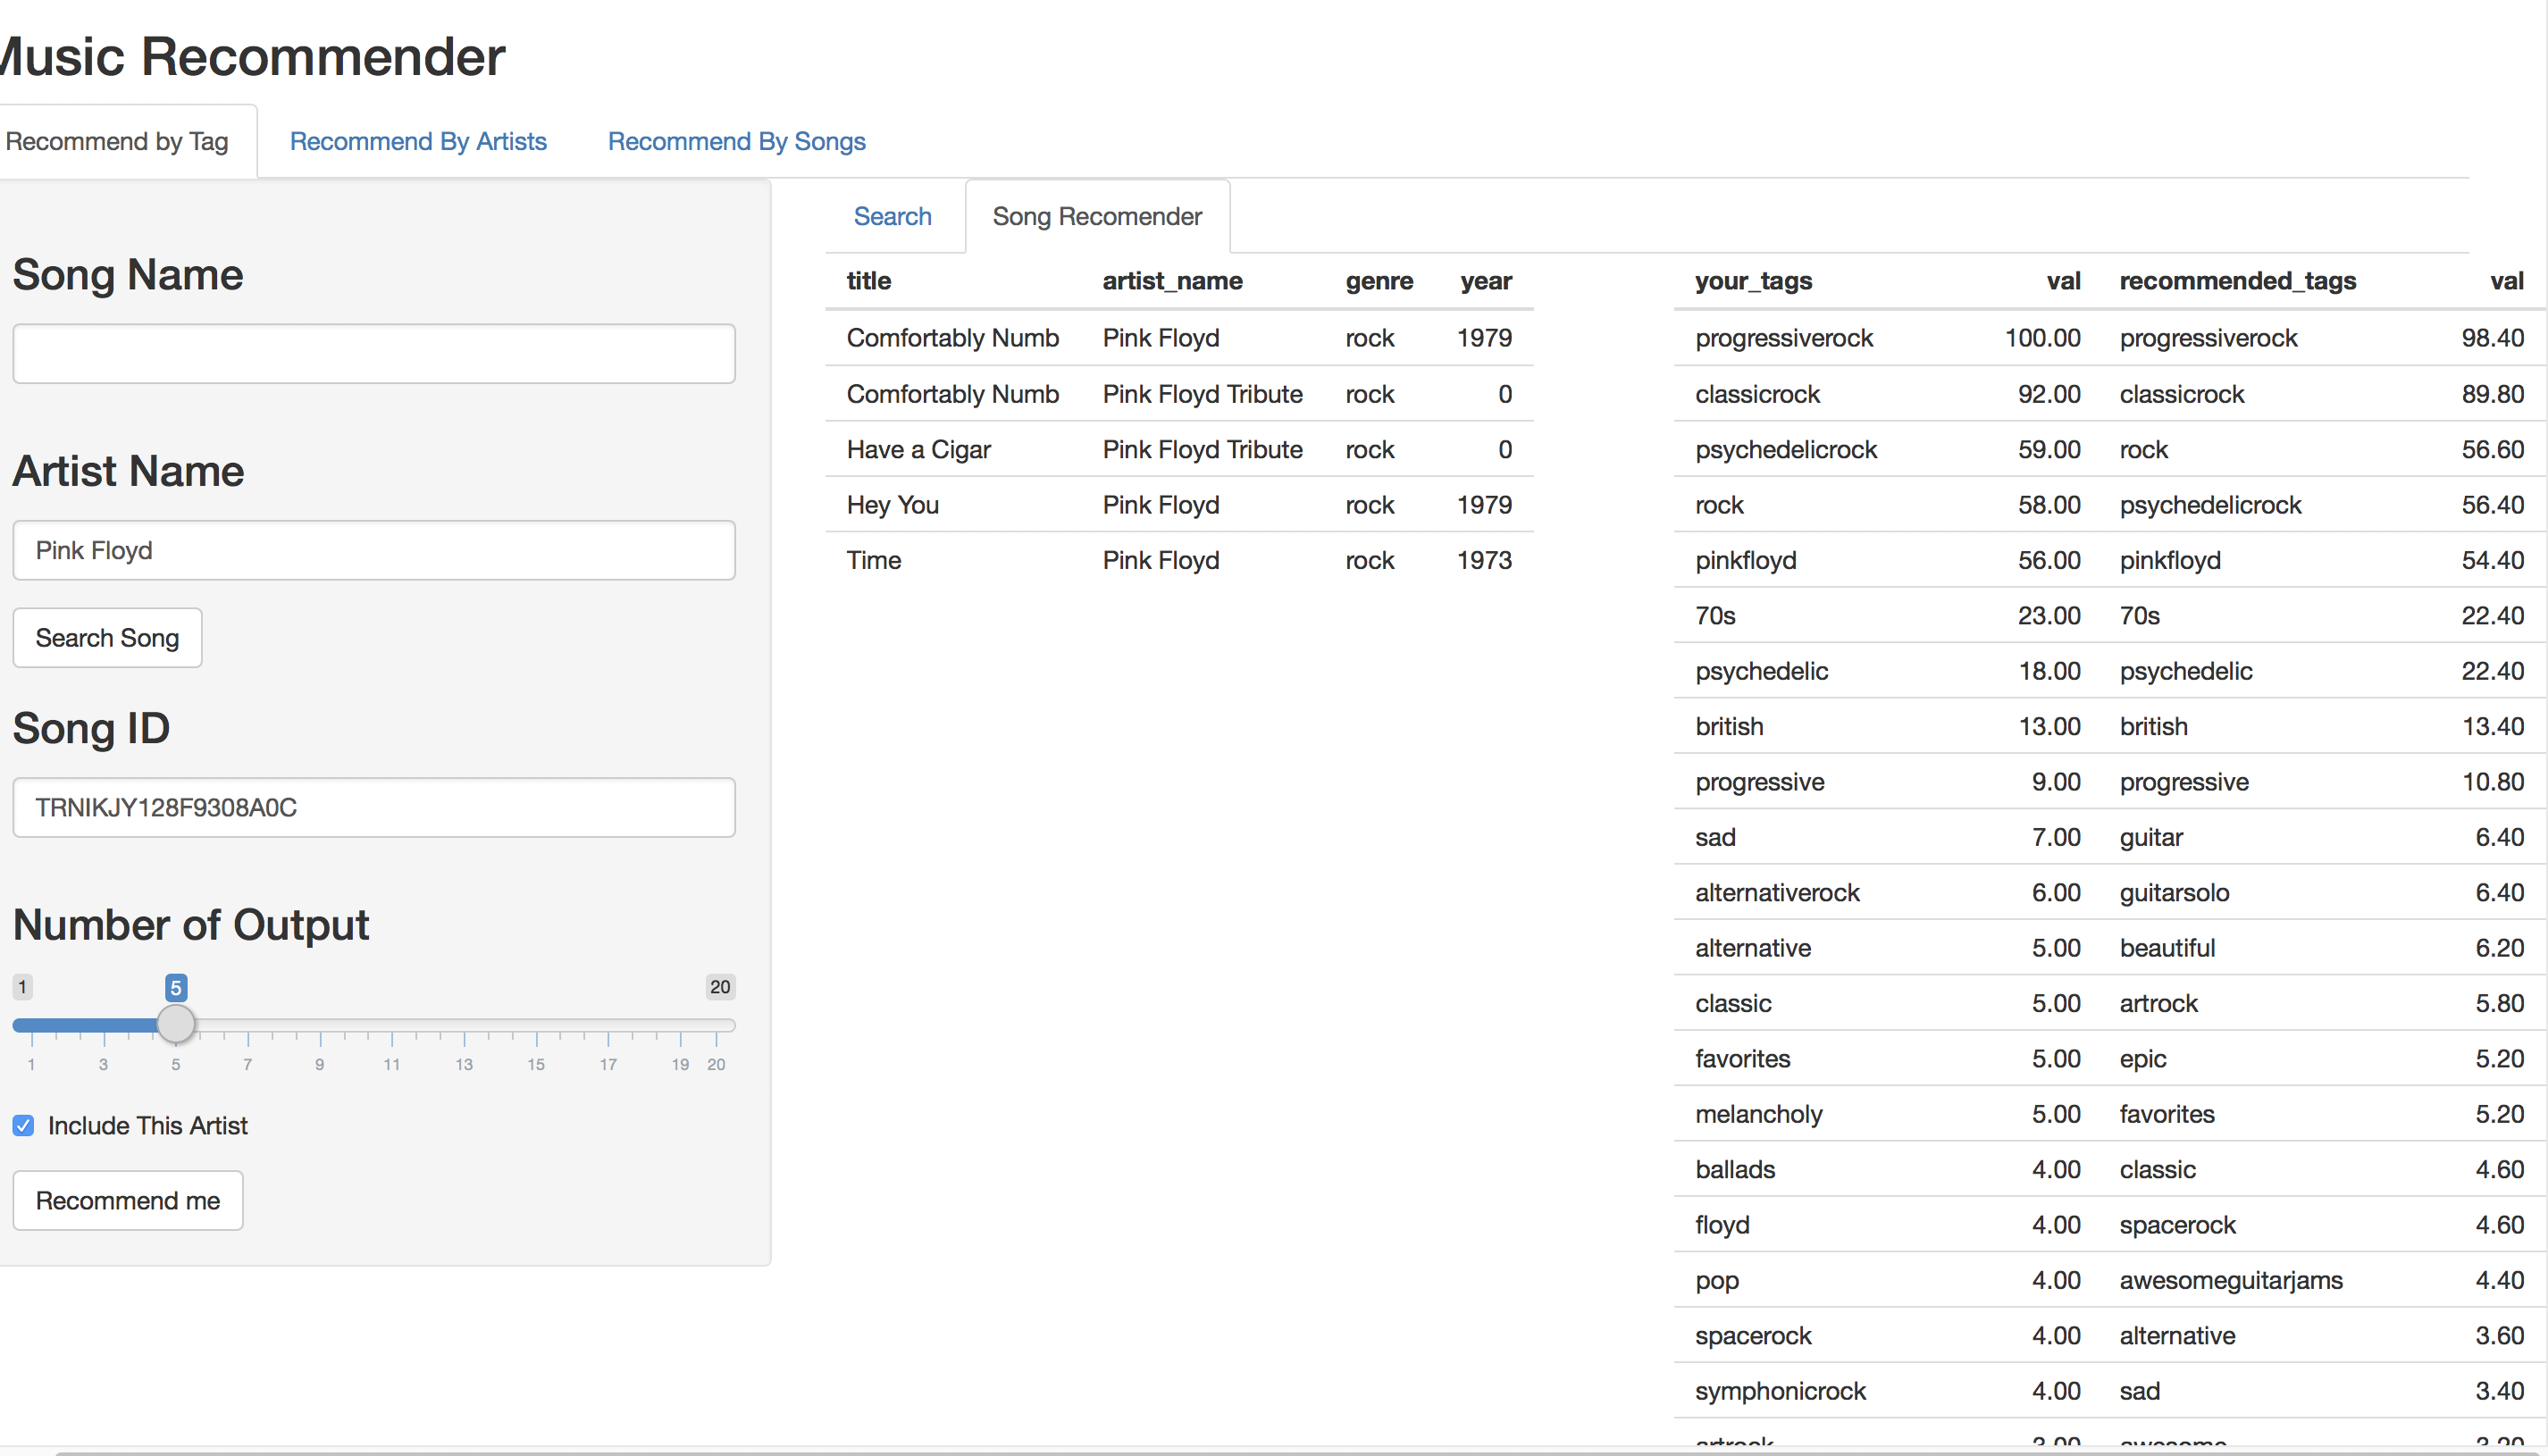 Music Recommender
Recommend by Tag Recommend By Artists Recommend By Songs
Search Song Recomender
Song Name
Artist Name
Pink Floyd
Search Song
Song ID
TRNIKJY128F9308A0C
Number of Output
1 5 20
1 3 5 7 9 11 13 15 17 19 20
Include This Artist
Recommend me
title artist_name genre year
Comfortably Numb Pink Floyd rock 1979
Comfortably Numb Pink Floyd Tribute rock 0
Have a Cigar Pink Floyd Tribute rock 0
Hey You Pink Floyd rock 1979
Time Pink Floyd rock 1973
your_tags val recommended_tags val
progressiverock 100.00 progressiverock 98.40
classicrock 92.00 classicrock 89.80
psychedelicrock 59.00 rock 56.60
rock 58.00 psychedelicrock 56.40
pinkfloyd 56.00 pinkfloyd 54.40
70s 23.00 70s 22.40
psychedelic 18.00 psychedelic 22.40
british 13.00 british 13.40
progressive 9.00 progressive 10.80
sad 7.00 guitar 6.40
alternativerock 6.00 guitarsolo 6.40
alternative 5.00 beautiful 6.20
classic 5.00 artrock 5.80
favorites 5.00 epic 5.20
melancholy 5.00 favorites 5.20
ballads 4.00 classic 4.60
floyd 4.00 spacerock 4.60
pop 4.00 awesomeguitarjams 4.40
spacerock 4.00 alternative 3.60
symphonicrock 4.00 sad 3.40
artrock 3.00 awesome 3.20